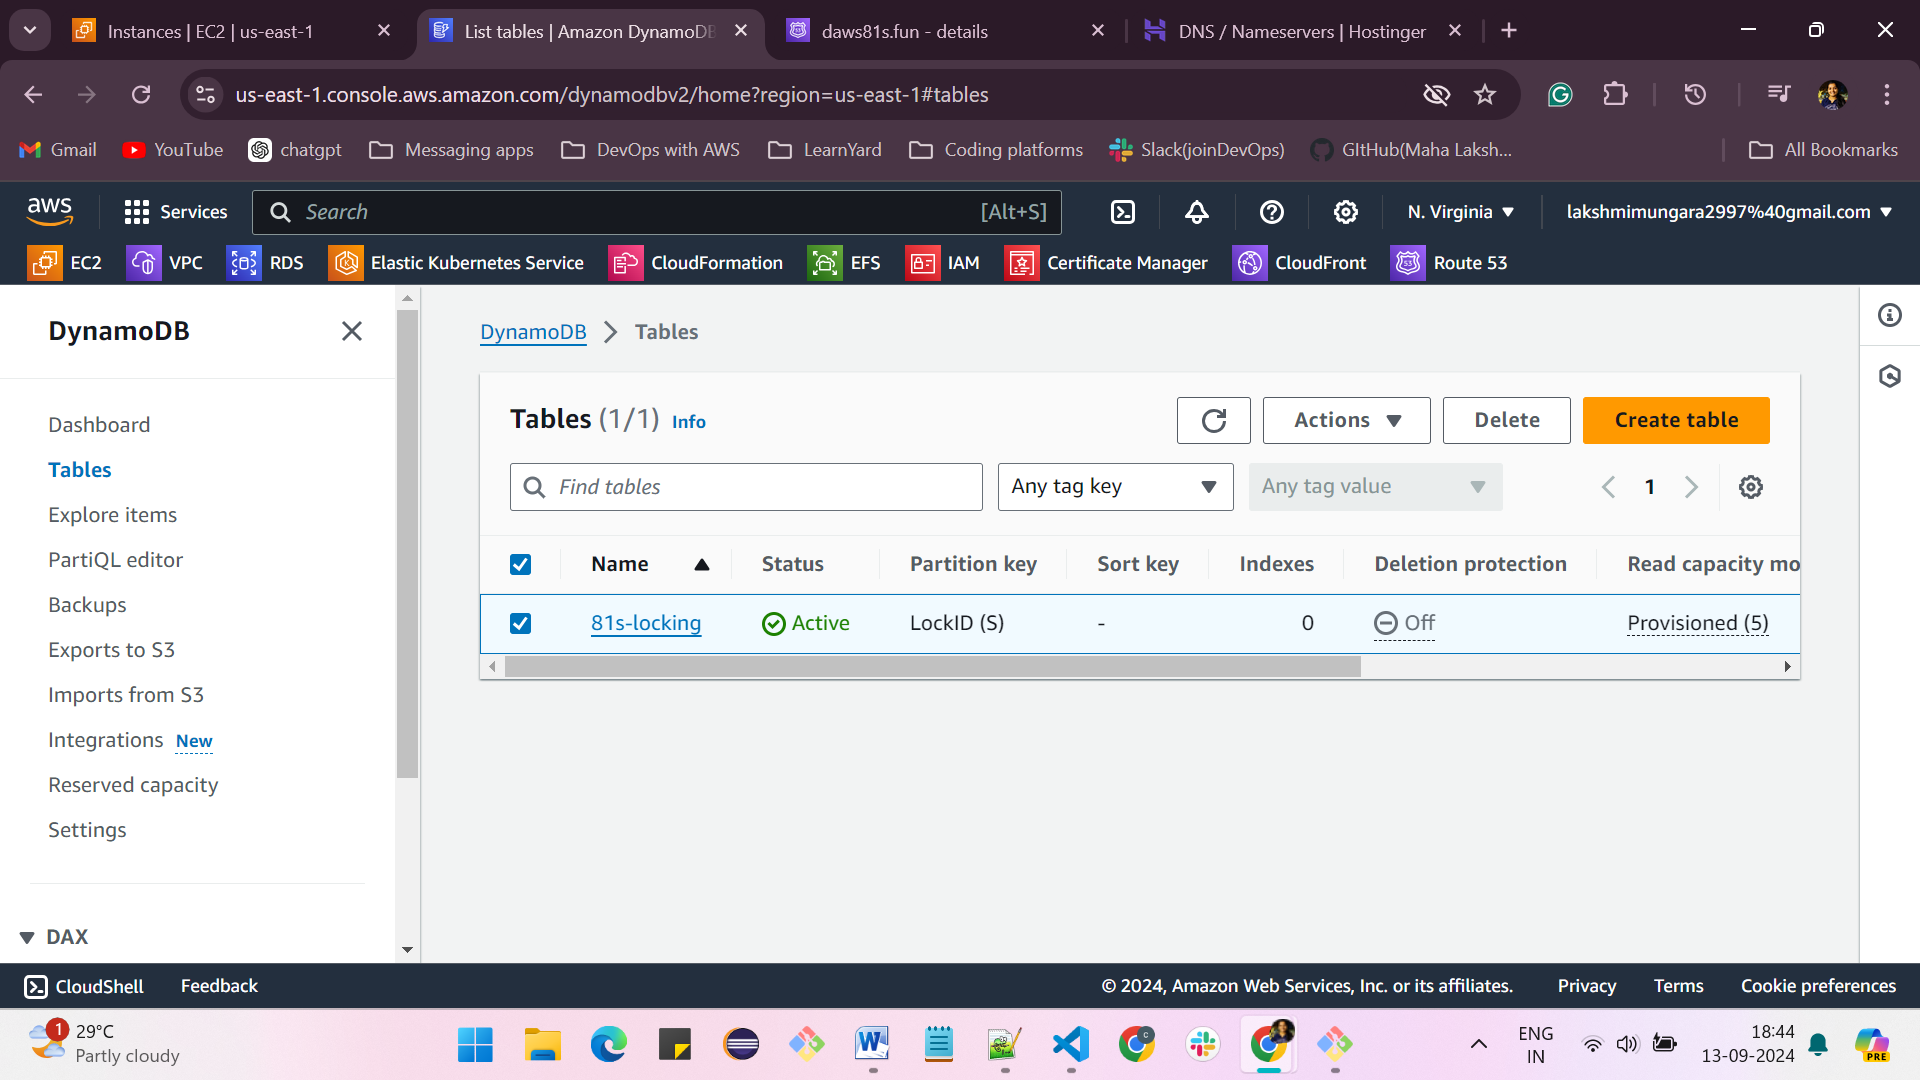 Instances | EC2 | us-east-1
List tables | Amazon DynamoDB
daws81s.fun - details
DNS / Nameservers | Hostinger
us-east-1.console.aws.amazon.com/dynamodbv2/home?region=us-east-1#tables
Gmail
YouTube
chatgpt
Messaging apps
DevOps with AWS
LearnYard
Coding platforms
Slack(joinDevOps)
GItHub(Maha Laksh...
All Bookmarks
aws
Services
Search
[Alt+S]
N. Virginia
lakshmimungara2997%40gmail.com
EC2
VPC
RDS
Elastic Kubernetes Service
CloudFormation
EFS
IAM
Certificate Manager
CloudFront
Route 53
DynamoDB
Dashboard
Tables
Explore items
PartiQL editor
Backups
Exports to S3
Imports from S3
Integrations New
Reserved capacity
Settings
DAX
DynamoDB > Tables
Tables (1/1) Info
Actions
Delete
Create table
Find tables
Any tag key
Any tag value
1
Name
Status
Partition key
Sort key
Indexes
Deletion protection
Read capacity mo
81s-locking
Active
LockID (S)
-
0
Off
Provisioned (5)
CloudShell
Feedback
© 2024, Amazon Web Services, Inc. or its affiliates.
Privacy
Terms
Cookie preferences
1
29°C
Partly cloudy
ENG
IN
18:44
13-09-2024
PRE